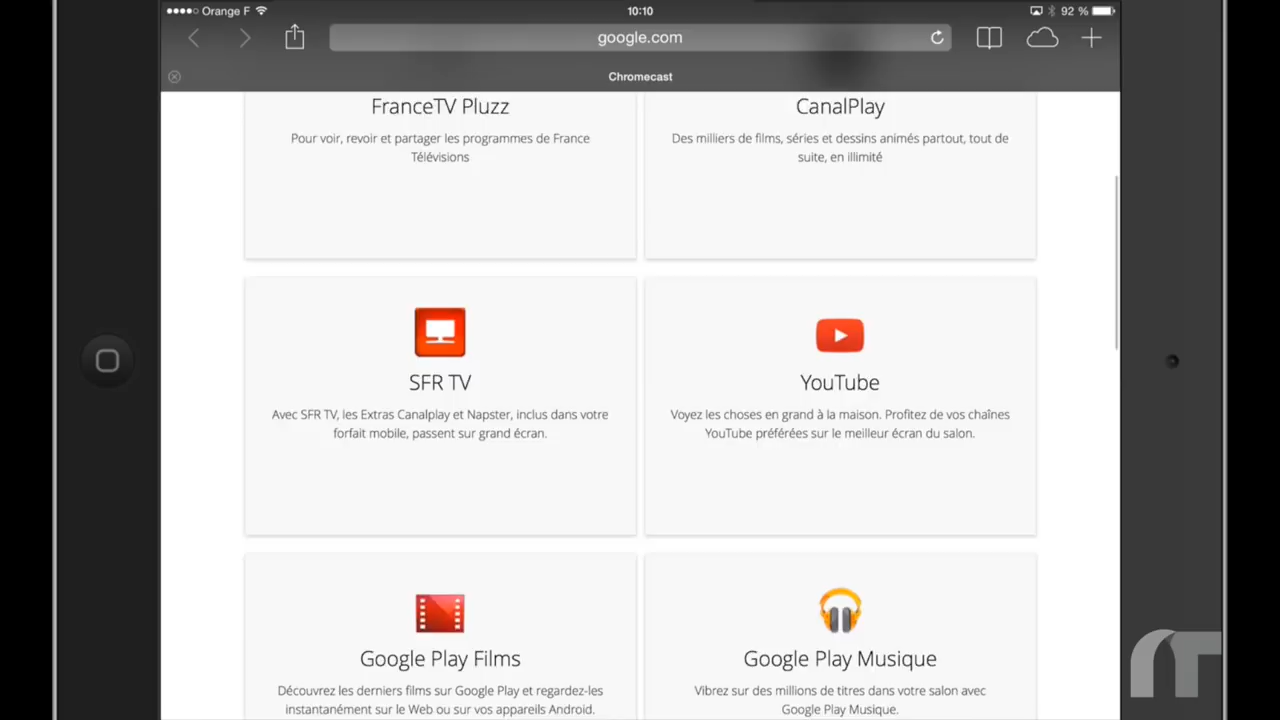 Orange F
10:10
92 %
google.com
Chromecast
FranceTV Pluzz
Pour voir, revoir et partager les programmes de France
Télévisions
CanalPlay
Des milliers de films, séries et dessins animés partout, tout de
suite, en illimité
SFR TV
Avec SFR TV, les Extras Canalplay et Napster, inclus dans votre
forfait mobile, passent sur grand écran.
YouTube
Voyez les choses en grand à la maison. Profitez de vos chaînes
YouTube préférées sur le meilleur écran du salon.
Google Play Films
Découvrez les derniers films sur Google Play et regardez-les
instantanément sur le Web ou sur vos appareils Android.
Google Play Musique
Vibrez sur des millions de titres dans votre salon avec
Google Play Musique.